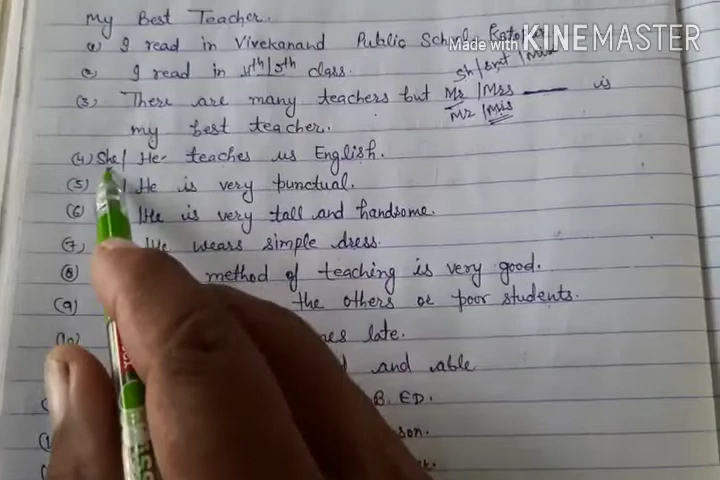 My Best Teacher.
(1) I read in Vivekanand Public School
(2) I read in 4th/5th class.
Sh/Smt/Miss
(3) There are many teachers but Mr/Mrs ____ is
Mr/Mis
my best teacher.
(4) She/He teaches us English.
(5) / He is very punctual.
(6) He is very tall and handsome.
(7) He wears simple dress.
(8) method of teaching is very good.
(9) the others or poor students.
(10) late.
and able
B. ED.
Made with KINEMASTER